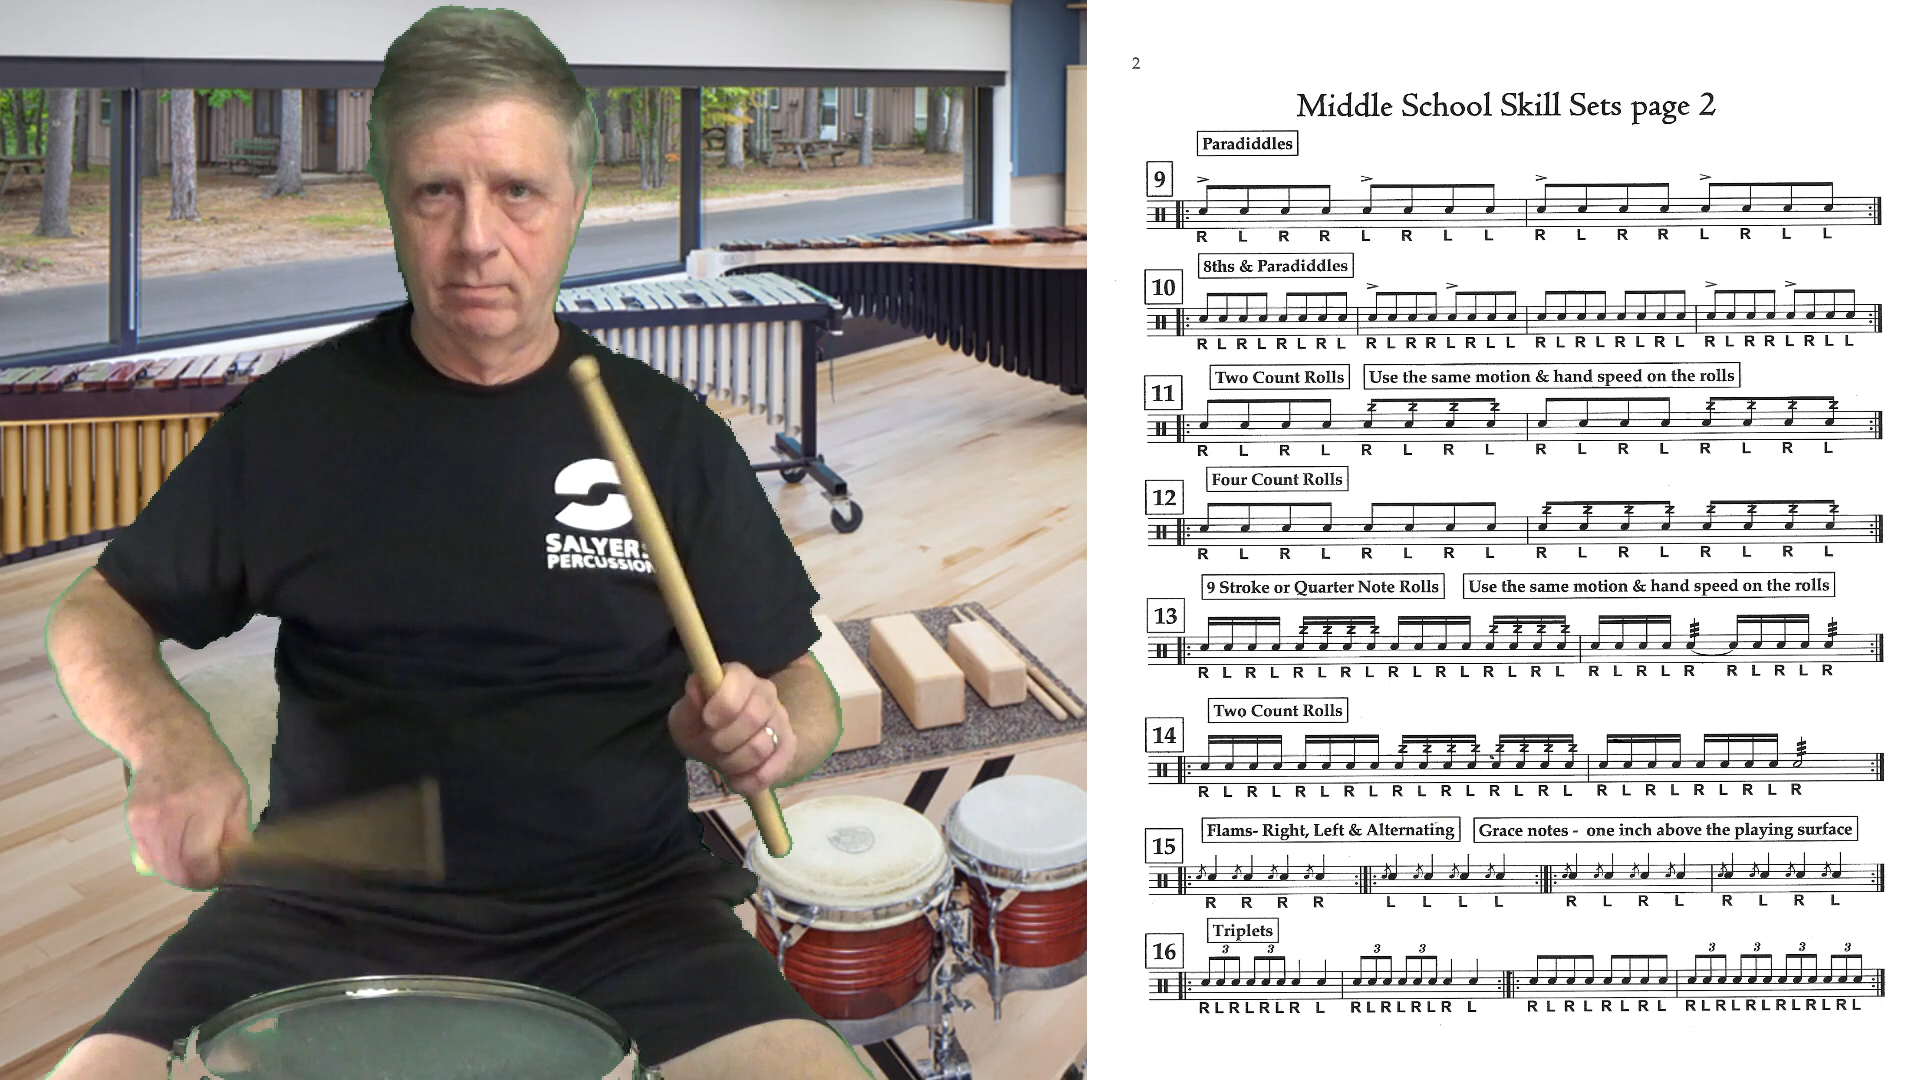 SALYER
PERCUSSION
2
Middle School Skill Sets page 2
Paradiddles
9
R L R R L R L L R L R R L R L L
8ths & Paradiddles
10
R L R L R L R L R L R R L R L L R L R L R L R L R L R R L R L L
Two Count Rolls Use the same motion & hand speed on the rolls
11
R L R L R L R L R L R L R L R L
Four Count Rolls
12
R L R L R L R L R L R L R L R L
9 Stroke or Quarter Note Rolls Use the same motion & hand speed on the rolls
13
R L R L R L R L R L R L R L R L R L R L R R L R L R
Two Count Rolls
14
R L R L R L R L R L R L R L R L R L R L R L R L R
Flams- Right, Left & Alternating Grace notes - one inch above the playing surface
15
R R R R L L L L R L R L R L R L
Triplets
16
3 3 3 3 3 3 3 3
R L R L R L R L R L R L R L R L R L R L R L R L R L R L R L R L R L R L